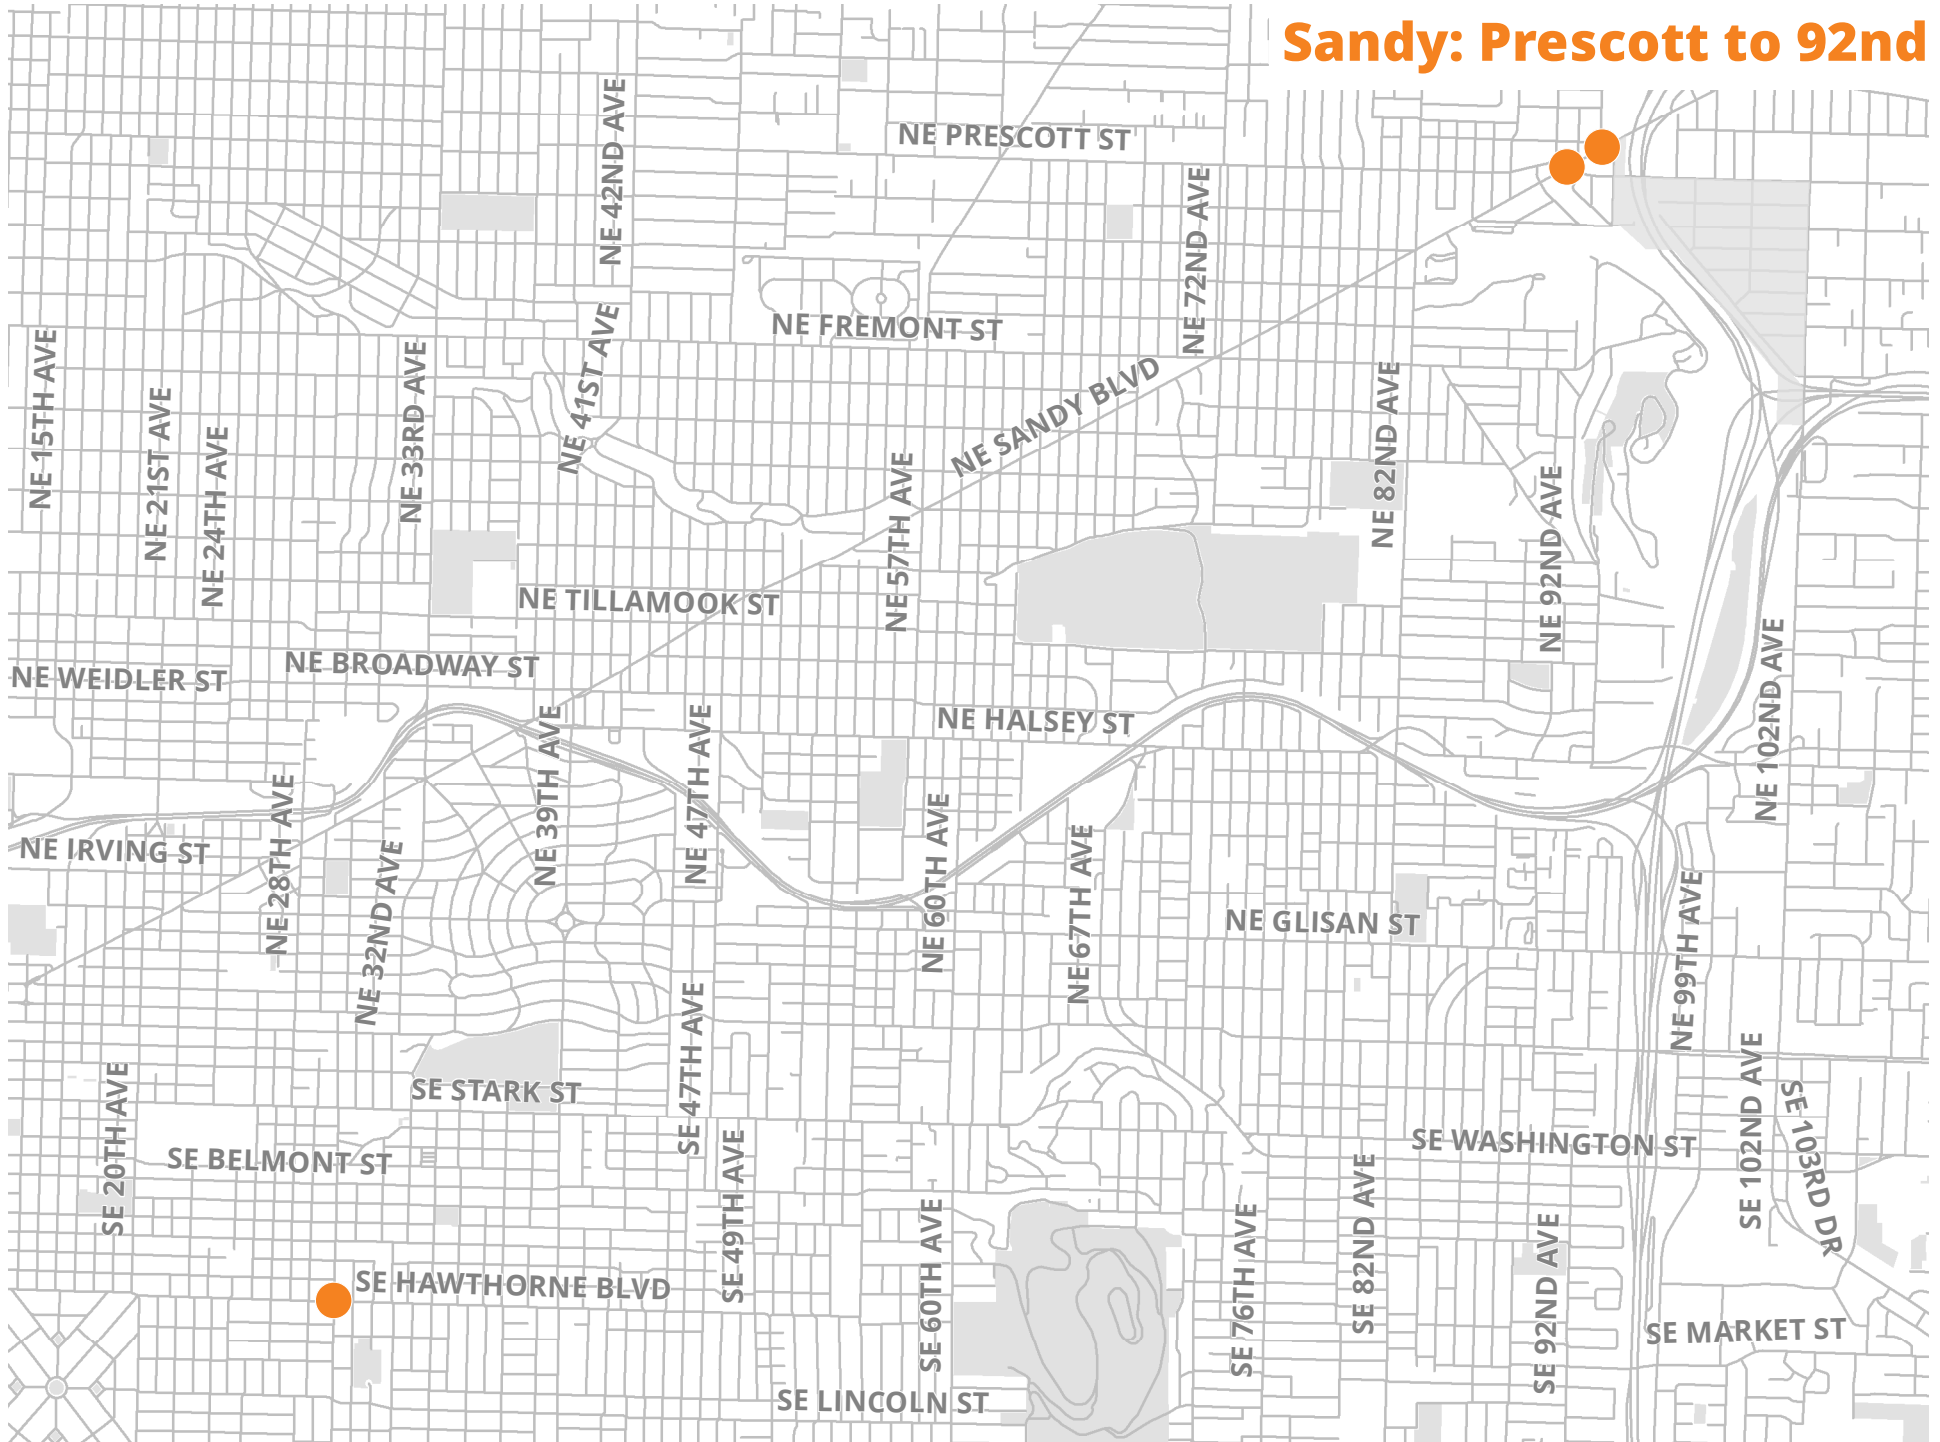 Sandy: Prescott to 92nd
NE PRESCOTT ST
NE 42ND AVE
NE 72ND AVE
NE FREMONT ST
NE 41ST AVE
NE 15TH AVE
NE 33RD AVE
NE SANDY BLVD
NE 82ND AVE
NE 21ST AVE
NE 24TH AVE
NE 57TH AVE
NE 92ND AVE
NE TILLAMOOK ST
NE BROADWAY ST
NE WEIDLER ST
NE 102ND AVE
NE HALSEY ST
NE 39TH AVE
NE 47TH AVE
NE 28TH AVE
NE IRVING ST
NE 32ND AVE
NE 60TH AVE
NE 67TH AVE
NE GLISAN ST
NE 99TH AVE
SE 47TH AVE
SE STARK ST
SE 20TH AVE
SE 102ND AVE
SE 103RD DR
SE BELMONT ST
SE WASHINGTON ST
SE 49TH AVE
SE 82ND AVE
SE 60TH AVE
SE 76TH AVE
SE 92ND AVE
SE HAWTHORNE BLVD
SE MARKET ST
SE LINCOLN ST